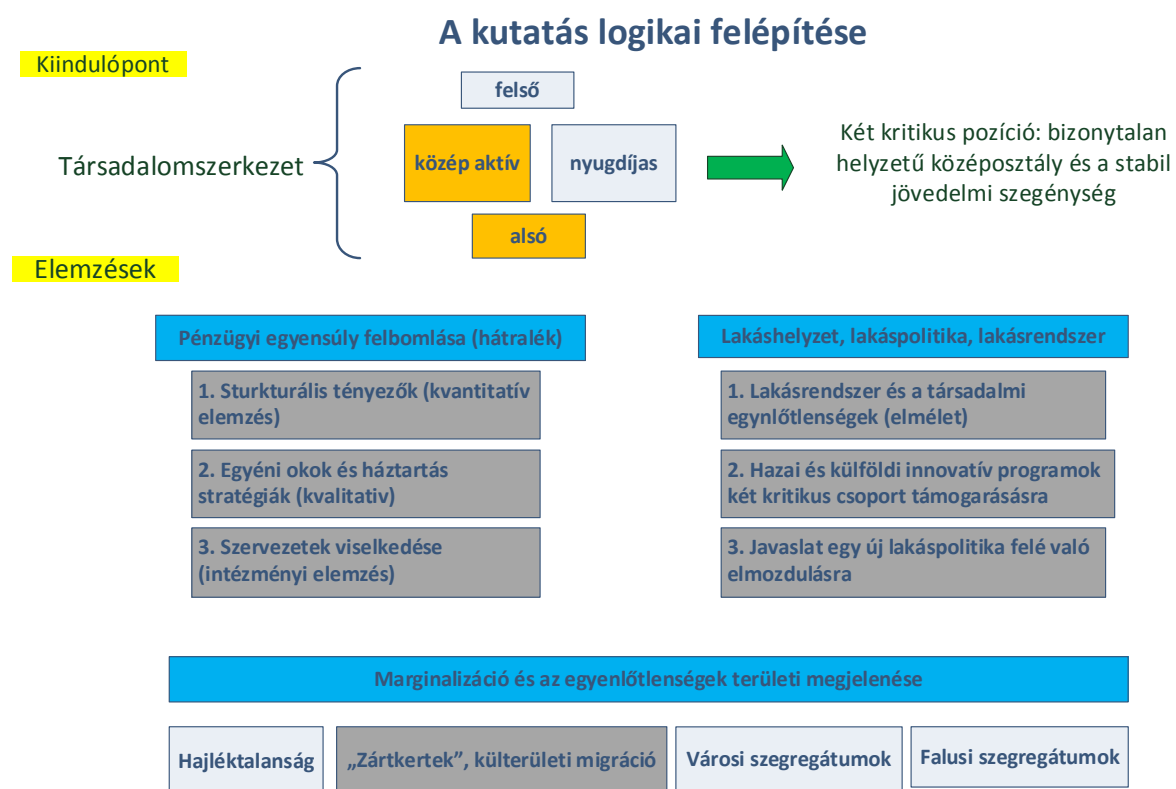 A kutatás logikai felépítése
Kiindulópont
Társadalomszerkezet
felső
közép aktív
nyugdíjas
alsó
Két kritikus pozíció: bizonytalan
helyzetű középosztály és a stabil
jövedelmi szegénység
Elemzések
Pénzügyi egyensúly felbomlása (hátralék)
1. Sturkturális tényezők (kvantitatív
elemzés)
2. Egyéni okok és háztartás
stratégiák (kvalitativ)
3. Szervezetek viselkedése
(intézményi elemzés)
Lakáshelyzet, lakáspolitika, lakásrendszer
1. Lakásrendszer és a társadalmi
egynlőtlenségek (elmélet)
2. Hazai és külföldi innovatív programok
két kritikus csoport támogarásásra
3. Javaslat egy új lakáspolitika felé való
elmozdulásra
Marginalizáció és az egyenlőtlenségek területi megjelenése
Hajléktalanság
„Zártkertek”, külterületi migráció
Városi szegregátumok
Falusi szegregátumok